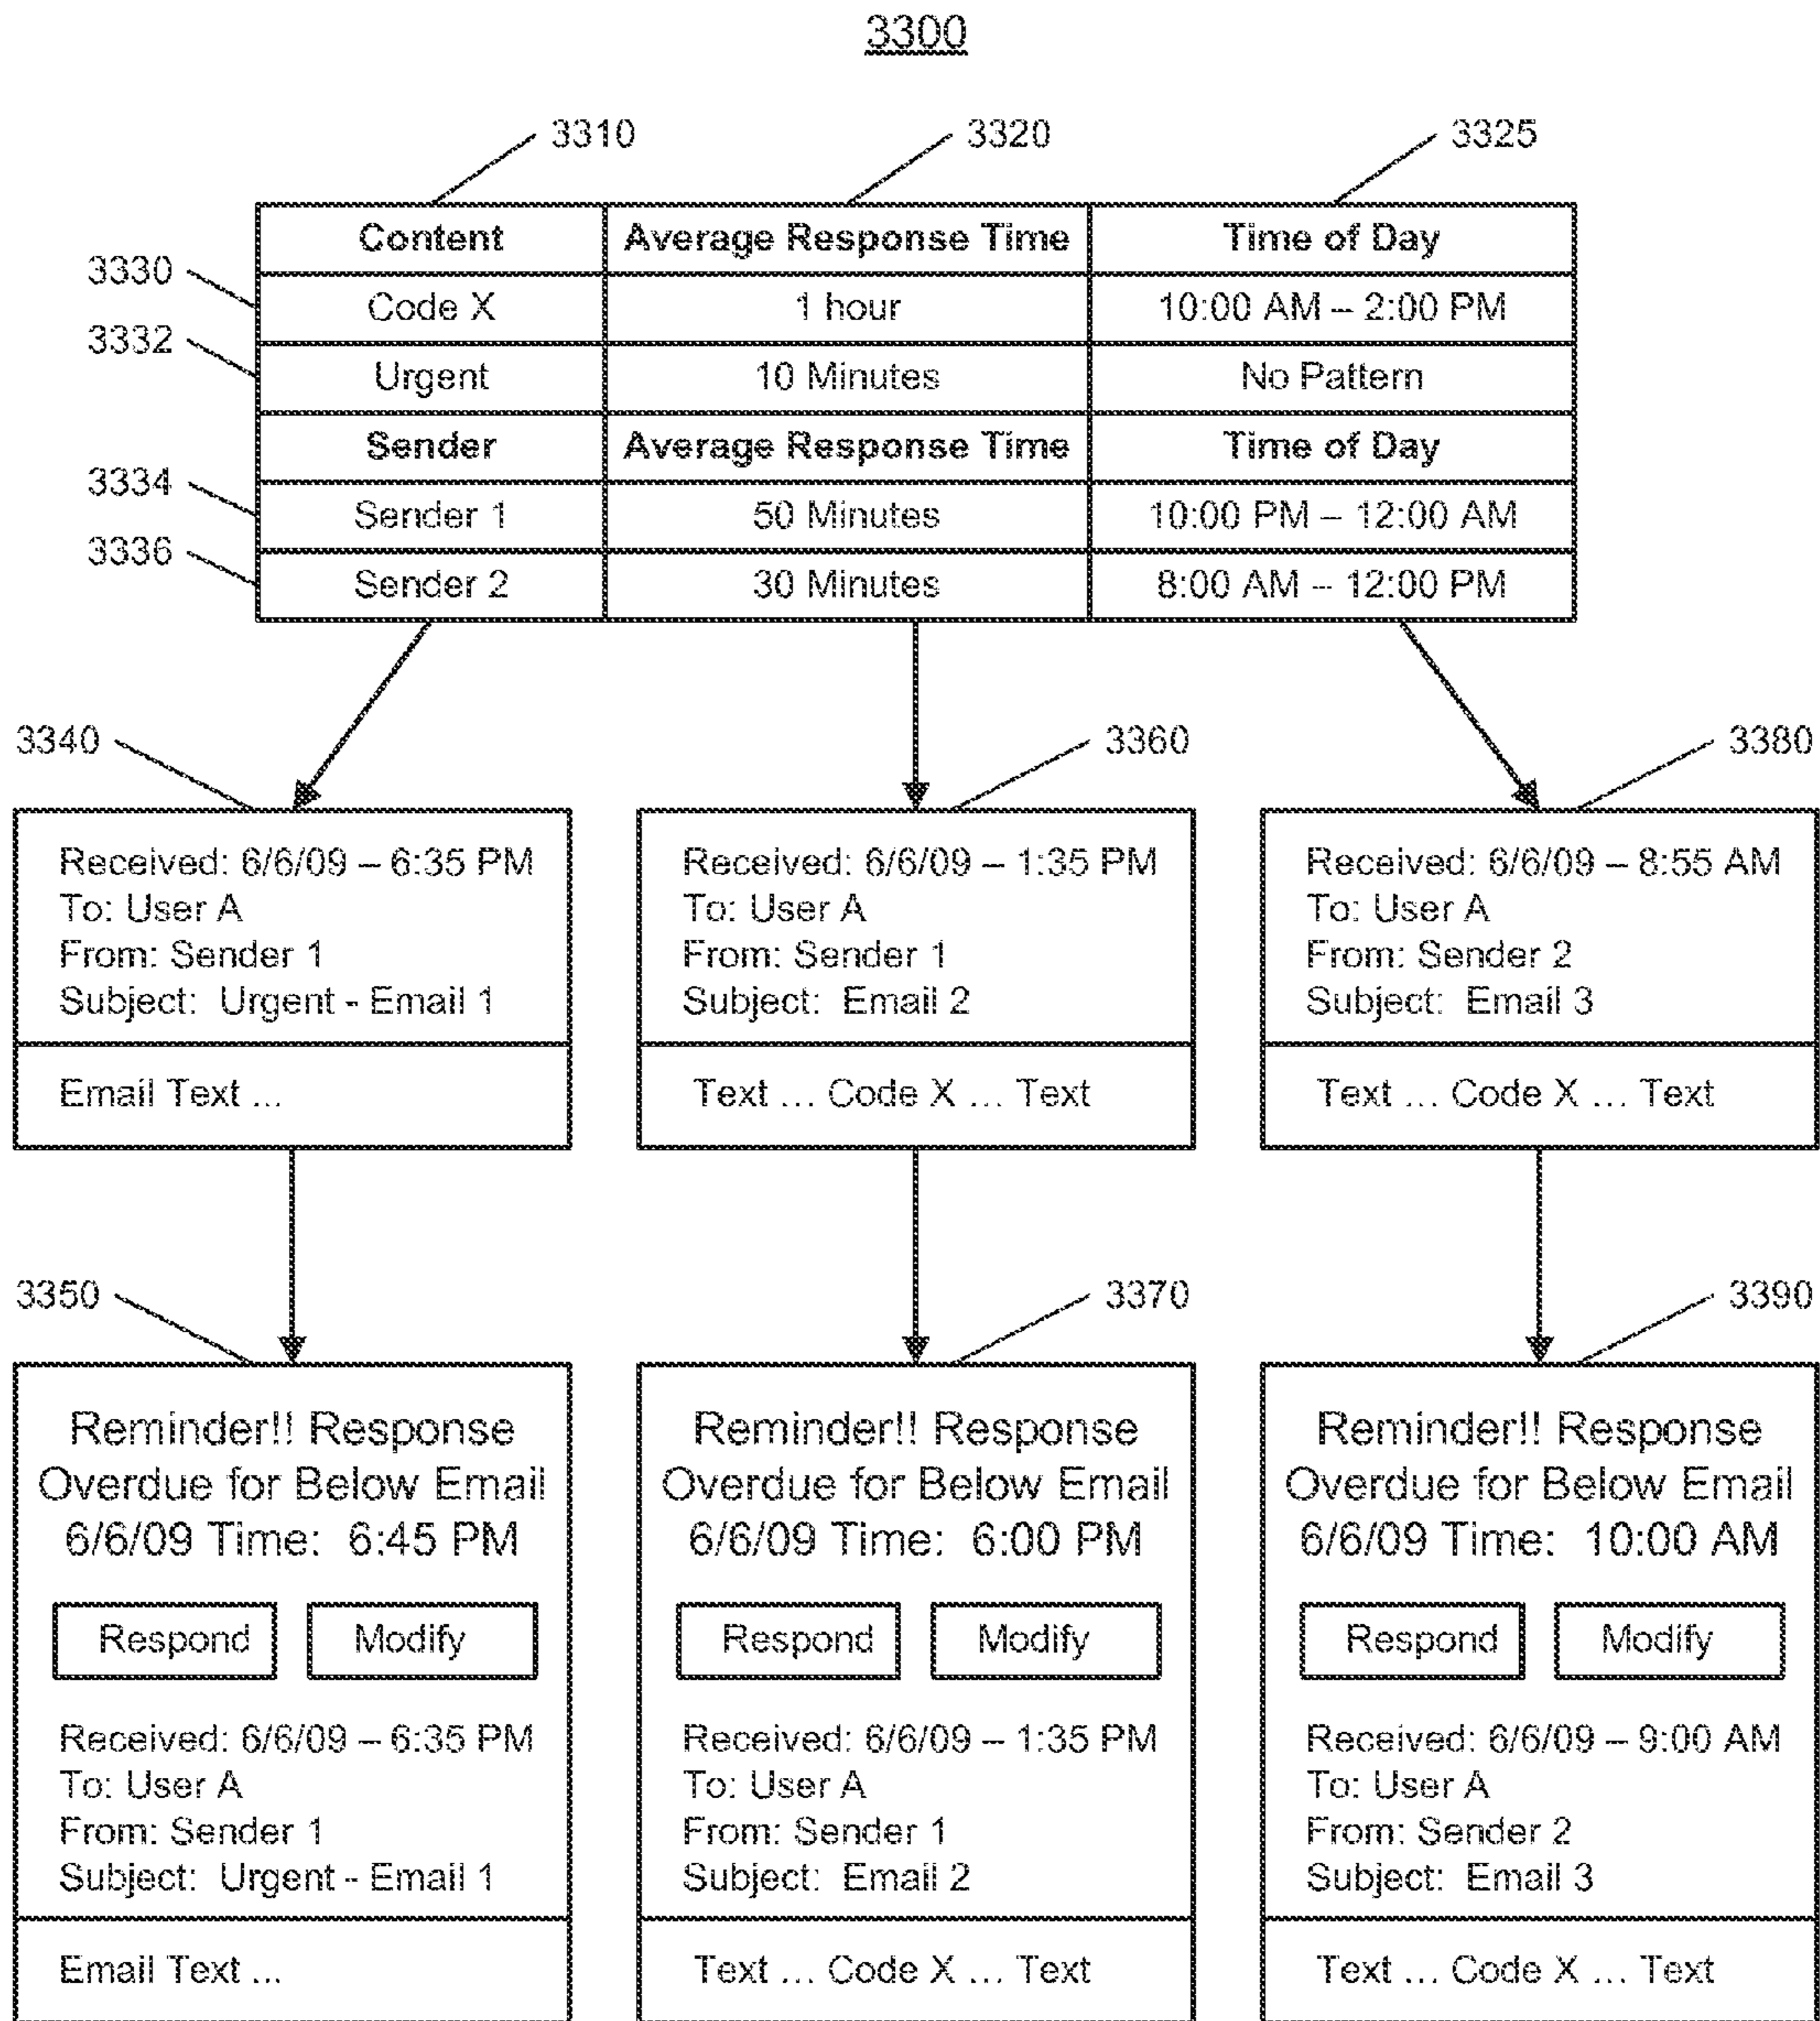 3300
3310 3320 3325
Content Average Response Time Time of Day
3330
Code X 1 hour 10:00 AM – 2:00 PM
3332
Urgent 10 Minutes No Pattern
Sender Average Response Time Time of Day
3334
Sender 1 50 Minutes 10:00 PM – 12:00 AM
3336
Sender 2 30 Minutes 8:00 AM – 12:00 PM
3340
Received: 6/6/09 – 6:35 PM
To: User A
From: Sender 1
Subject: Urgent - Email 1
Email Text ...
3360
Received: 6/6/09 – 1:35 PM
To: User A
From: Sender 1
Subject: Email 2
Text ... Code X ... Text
3380
Received: 6/6/09 – 8:55 AM
To: User A
From: Sender 2
Subject: Email 3
Text ... Code X ... Text
3350
Reminder!! Response
Overdue for Below Email
6/6/09 Time: 6:45 PM
Respond Modify
Received: 6/6/09 – 6:35 PM
To: User A
From: Sender 1
Subject: Urgent - Email 1
Email Text ...
3370
Reminder!! Response
Overdue for Below Email
6/6/09 Time: 6:00 PM
Respond Modify
Received: 6/6/09 – 1:35 PM
To: User A
From: Sender 1
Subject: Email 2
Text ... Code X ... Text
3390
Reminder!! Response
Overdue for Below Email
6/6/09 Time: 10:00 AM
Respond Modify
Received: 6/6/09 – 9:00 AM
To: User A
From: Sender 2
Subject: Email 3
Text ... Code X ... Text